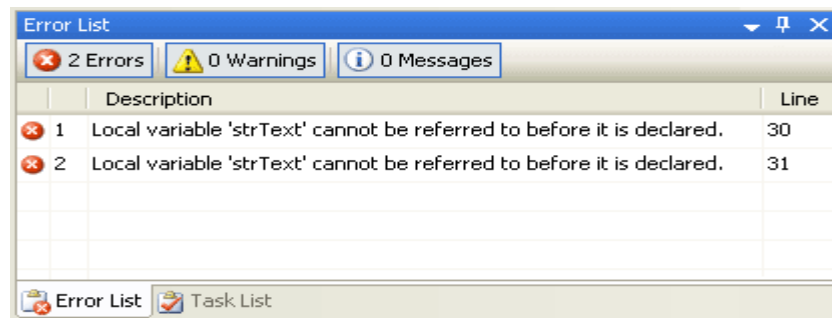 Error List
2 Errors 0 Warnings 0 Messages
Description Line
1 Local variable 'strText' cannot be referred to before it is declared. 30
2 Local variable 'strText' cannot be referred to before it is declared. 31
Error List Task List